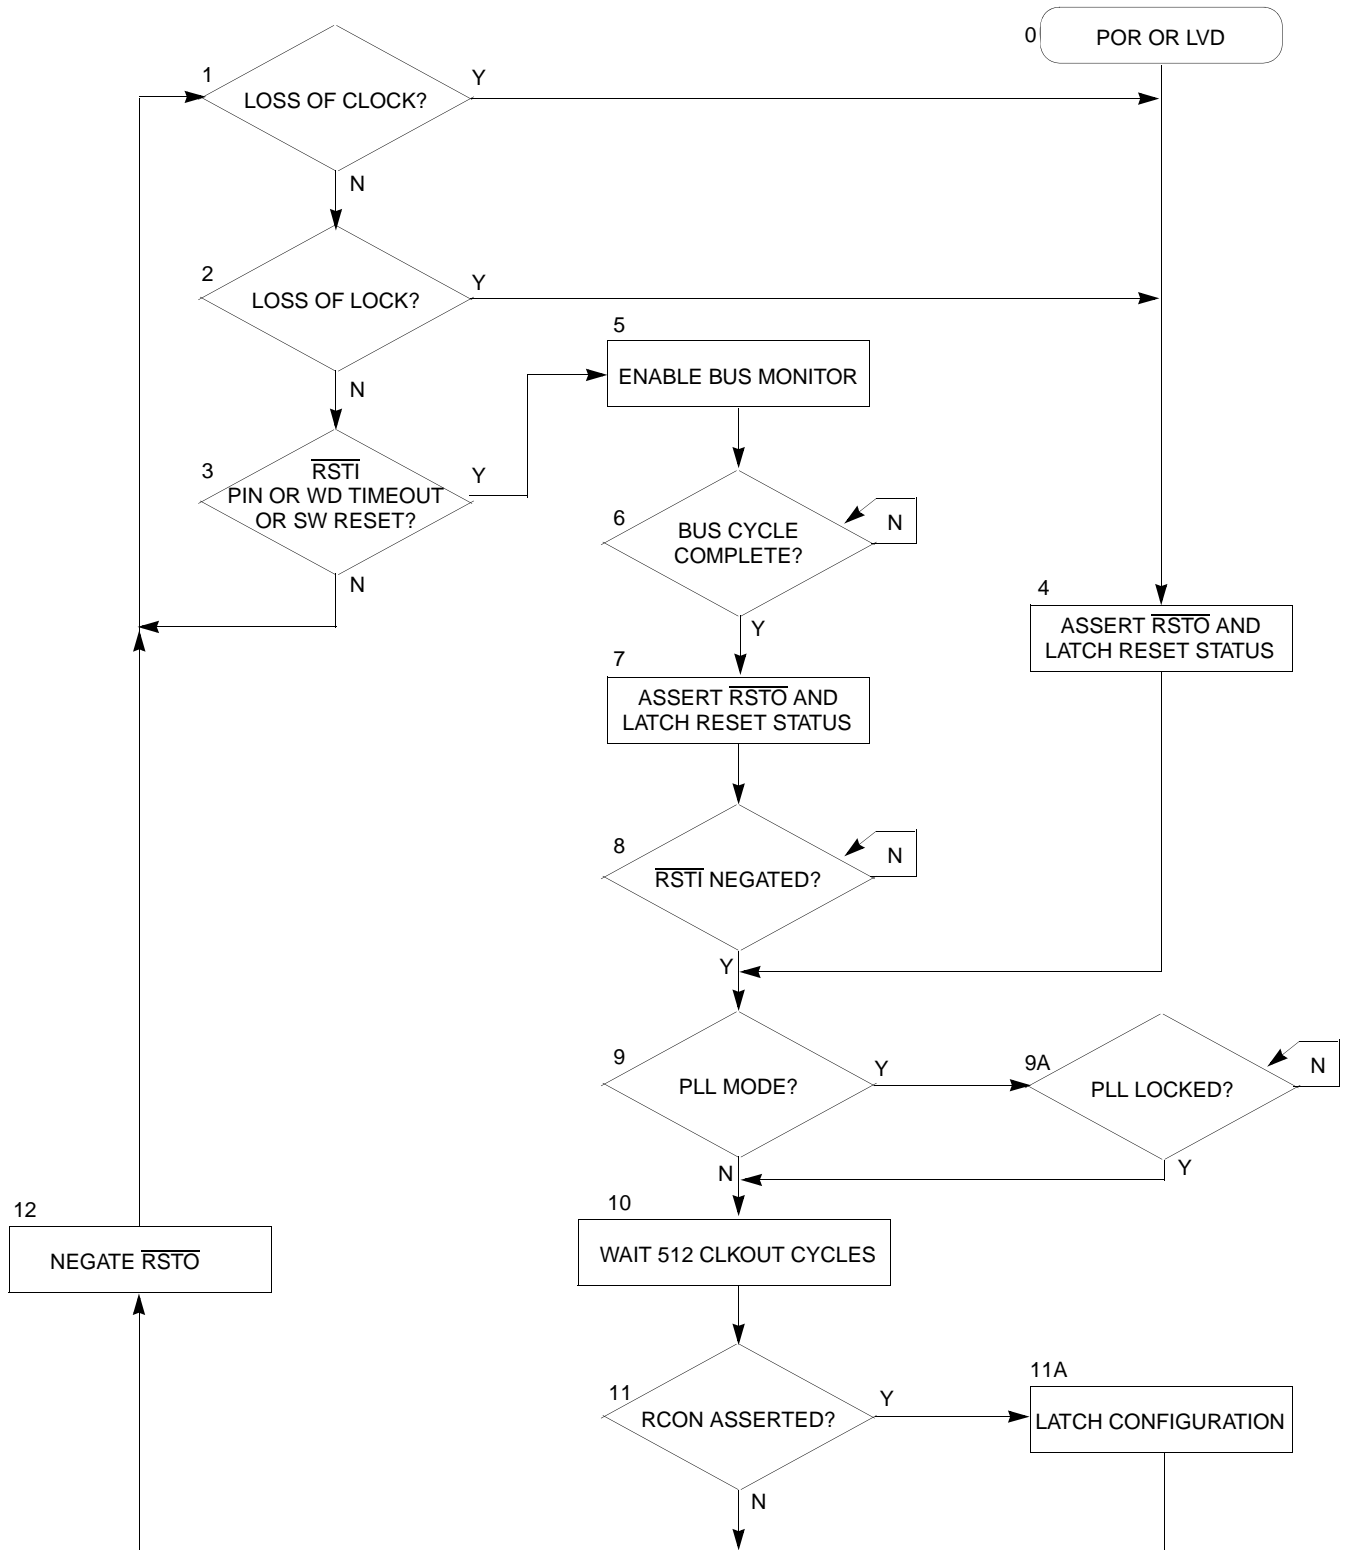 0
POR OR LVD
1
LOSS OF CLOCK?
Y
N
2
LOSS OF LOCK?
Y
N
3
RSTI
PIN OR WD TIMEOUT
OR SW RESET?
Y
N
5
ENABLE BUS MONITOR
6
BUS CYCLE
COMPLETE?
N
Y
4
ASSERT RSTO AND
LATCH RESET STATUS
7
ASSERT RSTO AND
LATCH RESET STATUS
8
RSTI NEGATED?
N
Y
9
PLL MODE?
Y
N
9A
PLL LOCKED?
N
Y
10
WAIT 512 CLKOUT CYCLES
12
NEGATE RSTO
11
RCON ASSERTED?
Y
N
11A
LATCH CONFIGURATION